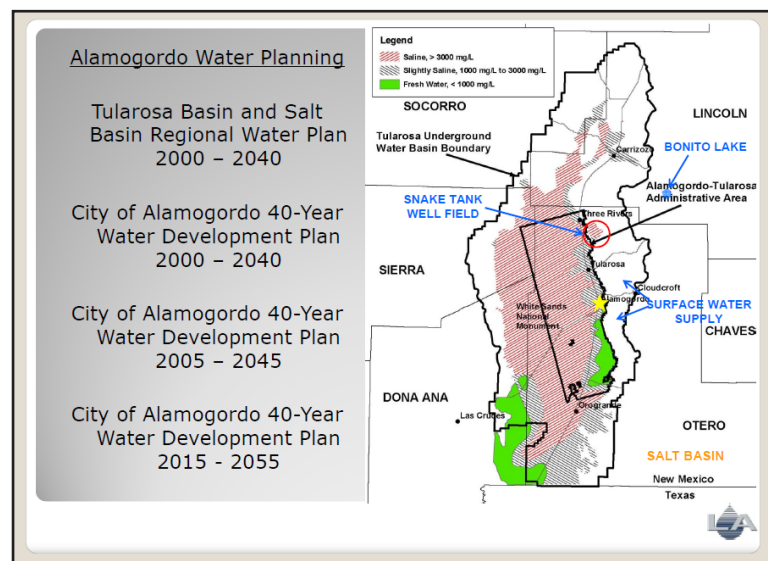 Alamogordo Water Planning
Tularosa Basin and Salt
Basin Regional Water Plan
2000 – 2040
City of Alamogordo 40-Year
Water Development Plan
2000 – 2040
City of Alamogordo 40-Year
Water Development Plan
2005 – 2045
City of Alamogordo 40-Year
Water Development Plan
2015 - 2055
Legend
Saline, > 3000 mg/L
Slightly Saline, 1000 mg/L to 3000 mg/L
Fresh Water, < 1000 mg/L
SOCORRO
LINCOLN
Tularosa Underground
Water Basin Boundary
Carrizozo
BONITO LAKE
Alamogordo-Tularosa
Administrative Area
SNAKE TANK
WELL FIELD
Three Rivers
SIERRA
Tularosa
Cloudcroft
Alamogordo
White Sands
National
Monument
SURFACE WATER
SUPPLY
CHAVES
DONA ANA
Las Cruces
Orogrande
OTERO
SALT BASIN
New Mexico
Texas